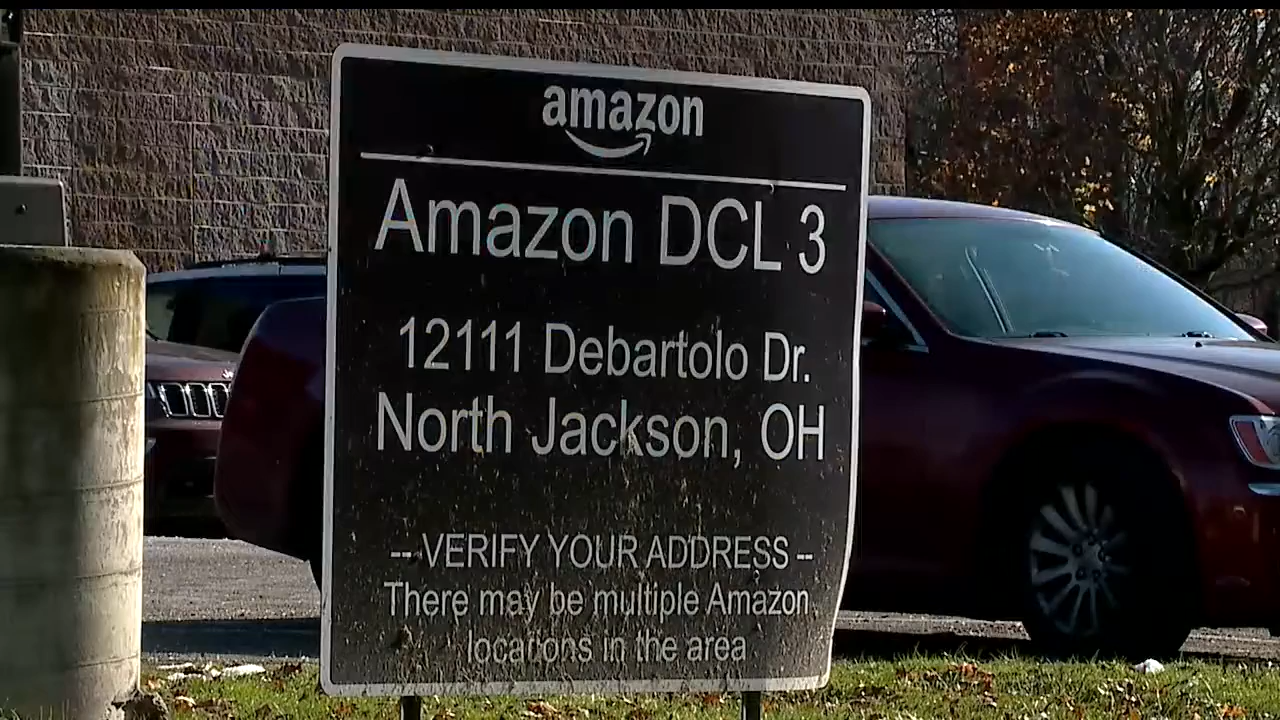 amazon
Amazon DCL 3
12111 Debartolo Dr.
North Jackson, OH
-- VERIFY YOUR ADDRESS --
There may be multiple Amazon
locations in the area